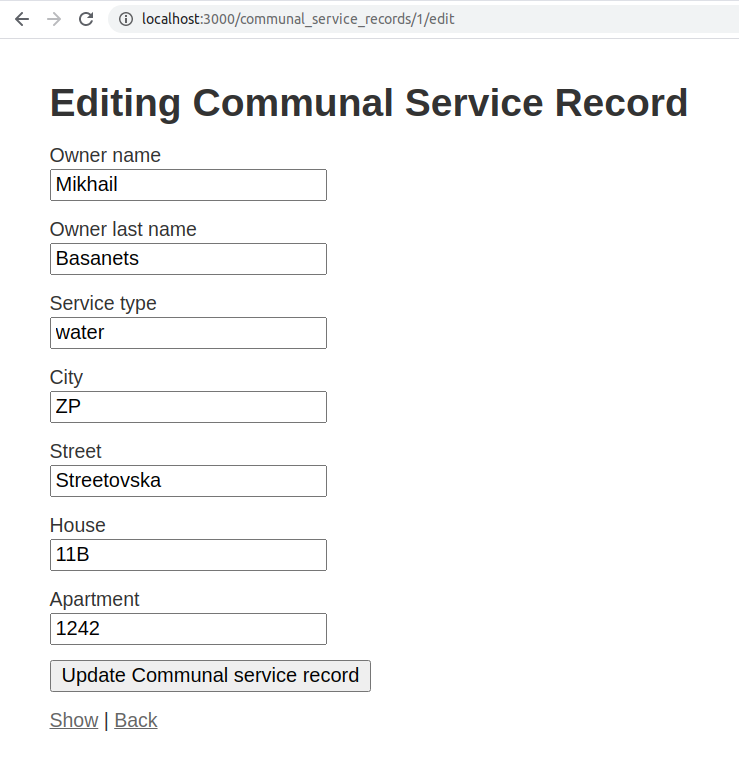 localhost:3000/communal_service_records/1/edit
Editing Communal Service Record
Owner name
Mikhail
Owner last name
Basanets
Service type
water
City
ZP
Street
Streetovska
House
11B
Apartment
1242
Update Communal service record
Show | Back